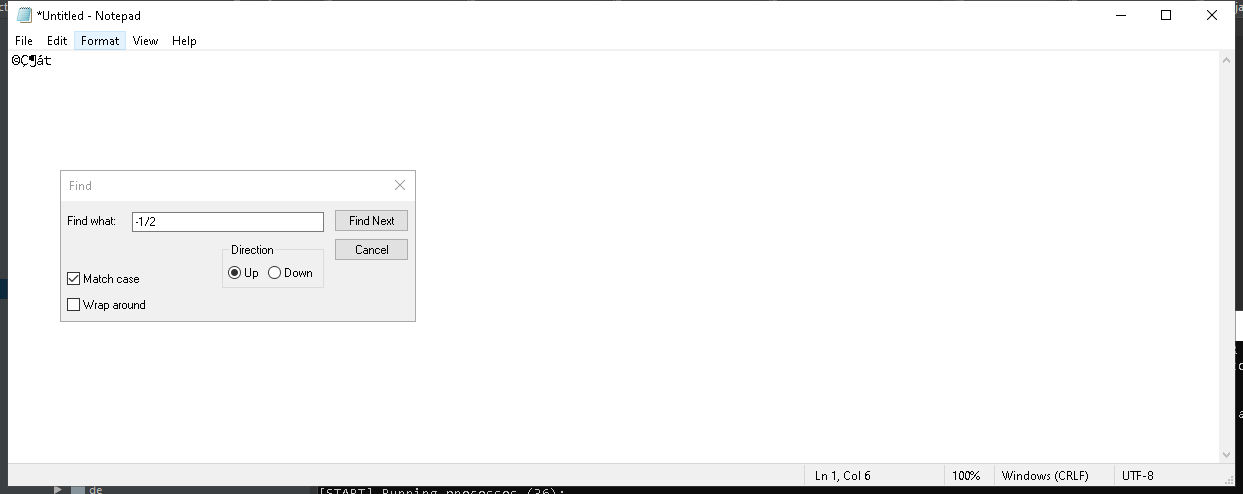 *Untitled - Notepad
File Edit Format View Help
©Ç¶át
Find
Find what: -1/2 Find Next
Direction Cancel
Up Down
Match case
Wrap around
Ln 1, Col 6 100% Windows (CRLF) UTF-8
de [START] Running processes (36):